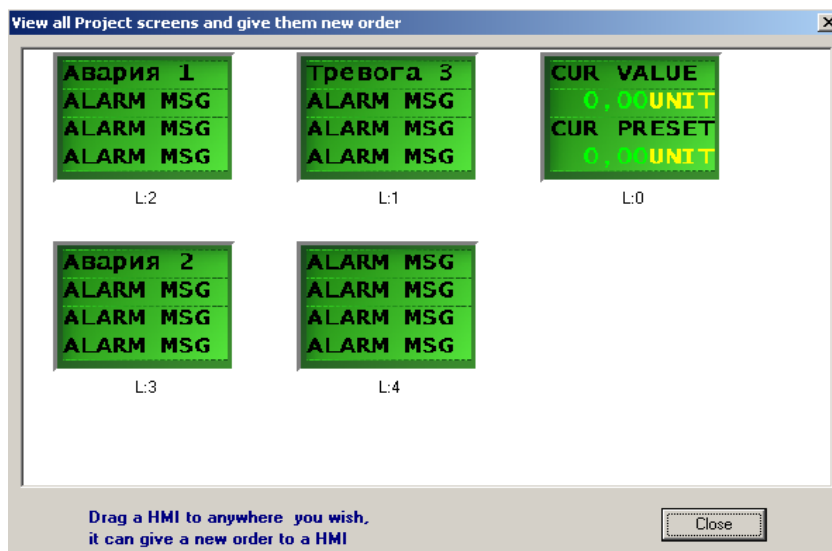 View all Project screens and give them new order
Авария 1
ALARM MSG
ALARM MSG
ALARM MSG
L:2
Тревога 3
ALARM MSG
ALARM MSG
ALARM MSG
L:1
CUR VALUE
0,00UNIT
CUR PRESET
0,00UNIT
L:0
Авария 2
ALARM MSG
ALARM MSG
ALARM MSG
L:3
ALARM MSG
ALARM MSG
ALARM MSG
ALARM MSG
L:4
Drag a HMI to anywhere you wish,
it can give a new order to a HMI
Close